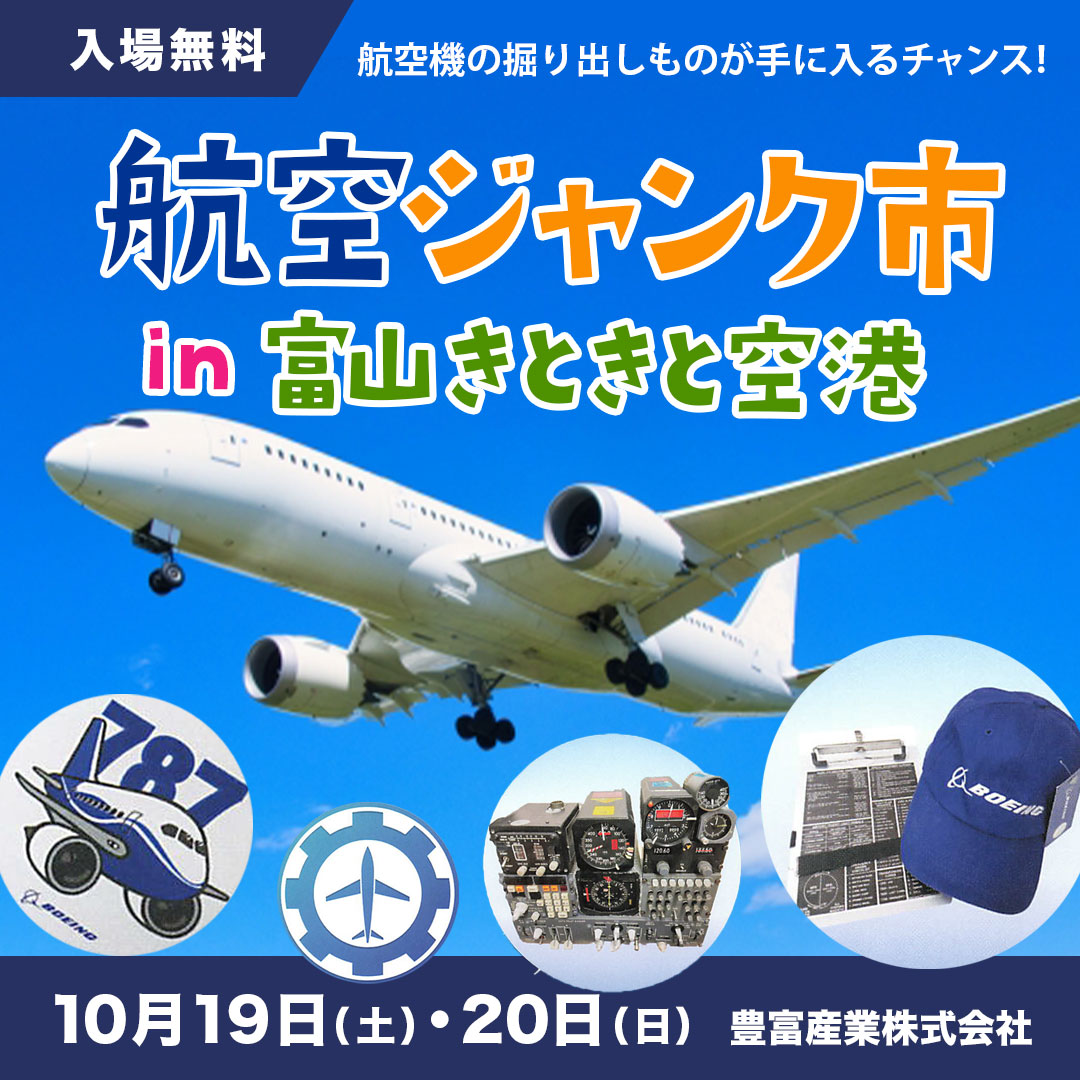 入場無料
航空機の掘り出しものが手に入るチャンス!
航空ジャンク市
in 富山きときと空港
787
BOEING
BOEING
10月19日(土)・20日(日) 豊富産業株式会社